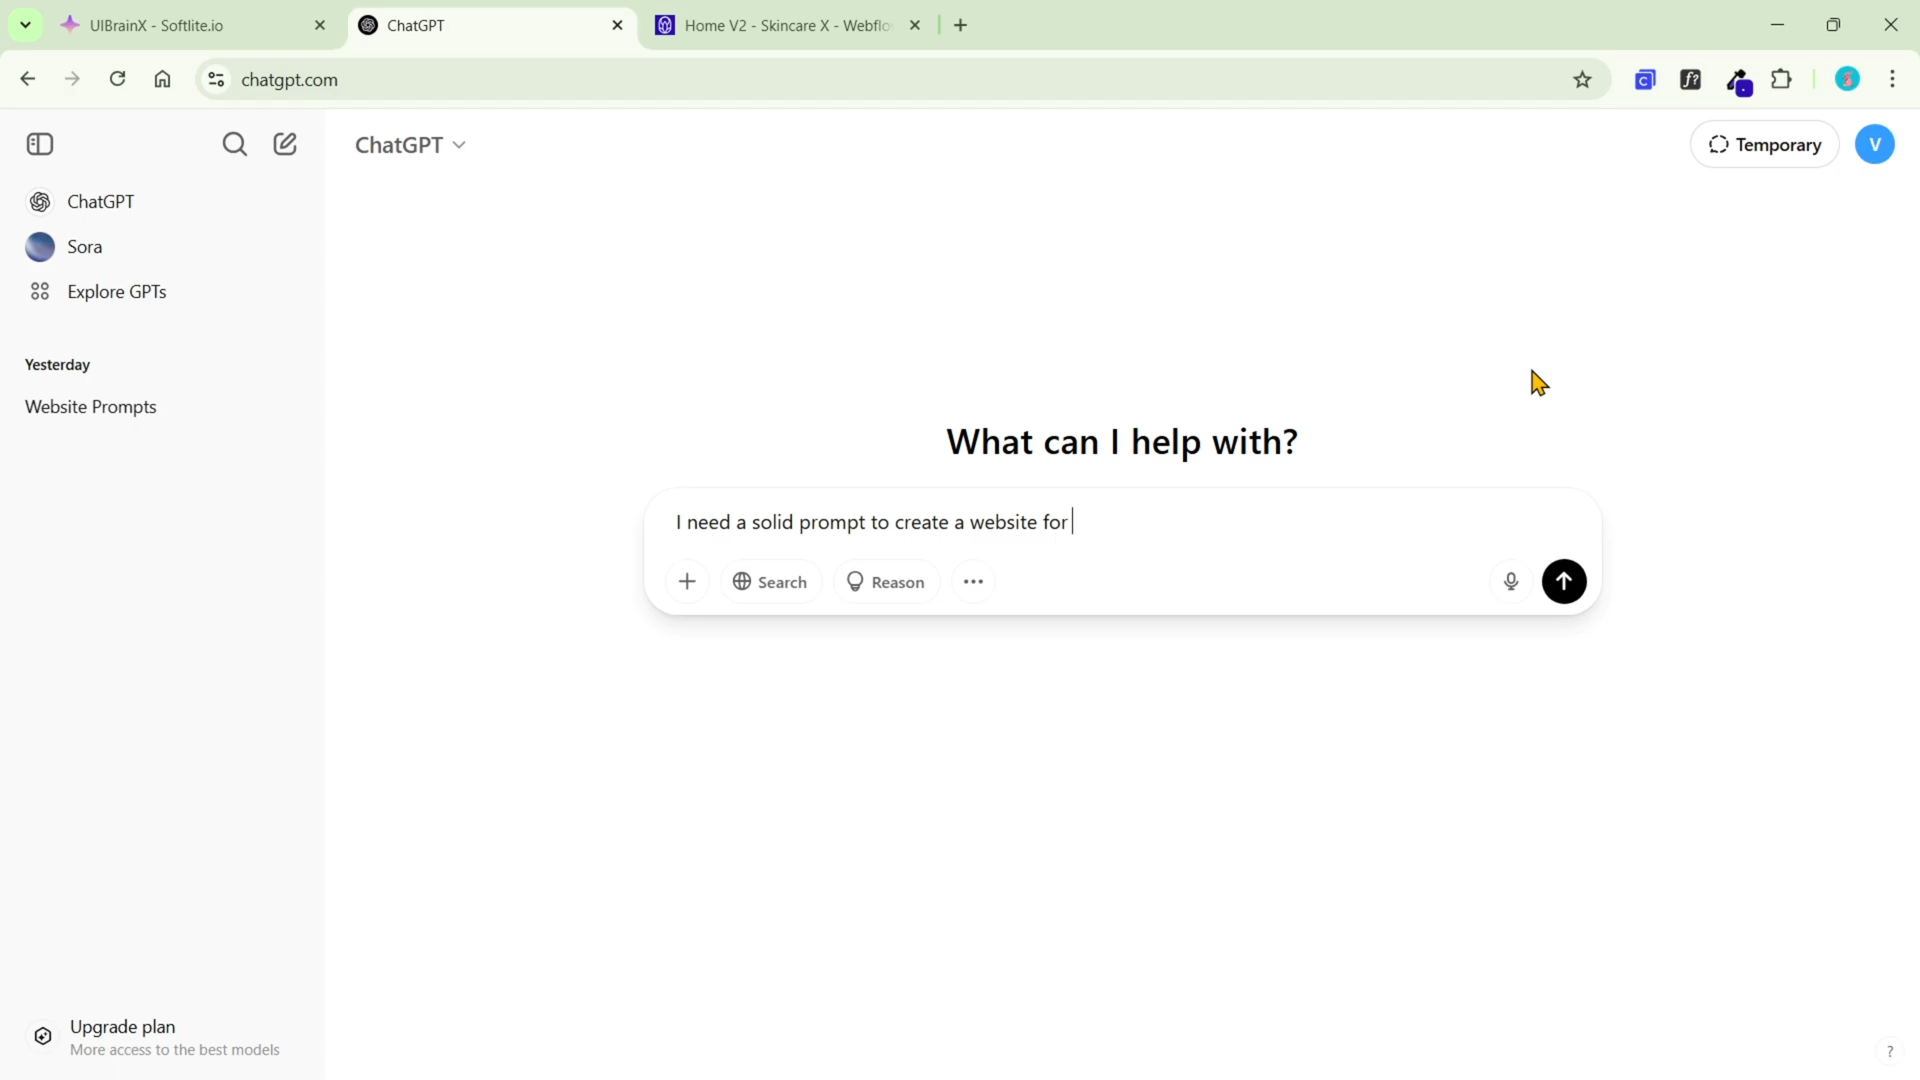 UIBrainX - Softlite.io
ChatGPT
Home V2 - Skincare X - Webflo
chatgpt.com
ChatGPT
Temporary
V
ChatGPT
Sora
Explore GPTs
Yesterday
Website Prompts
What can I help with?
I need a solid prompt to create a website for
Search
Reason
Upgrade plan
More access to the best models
?